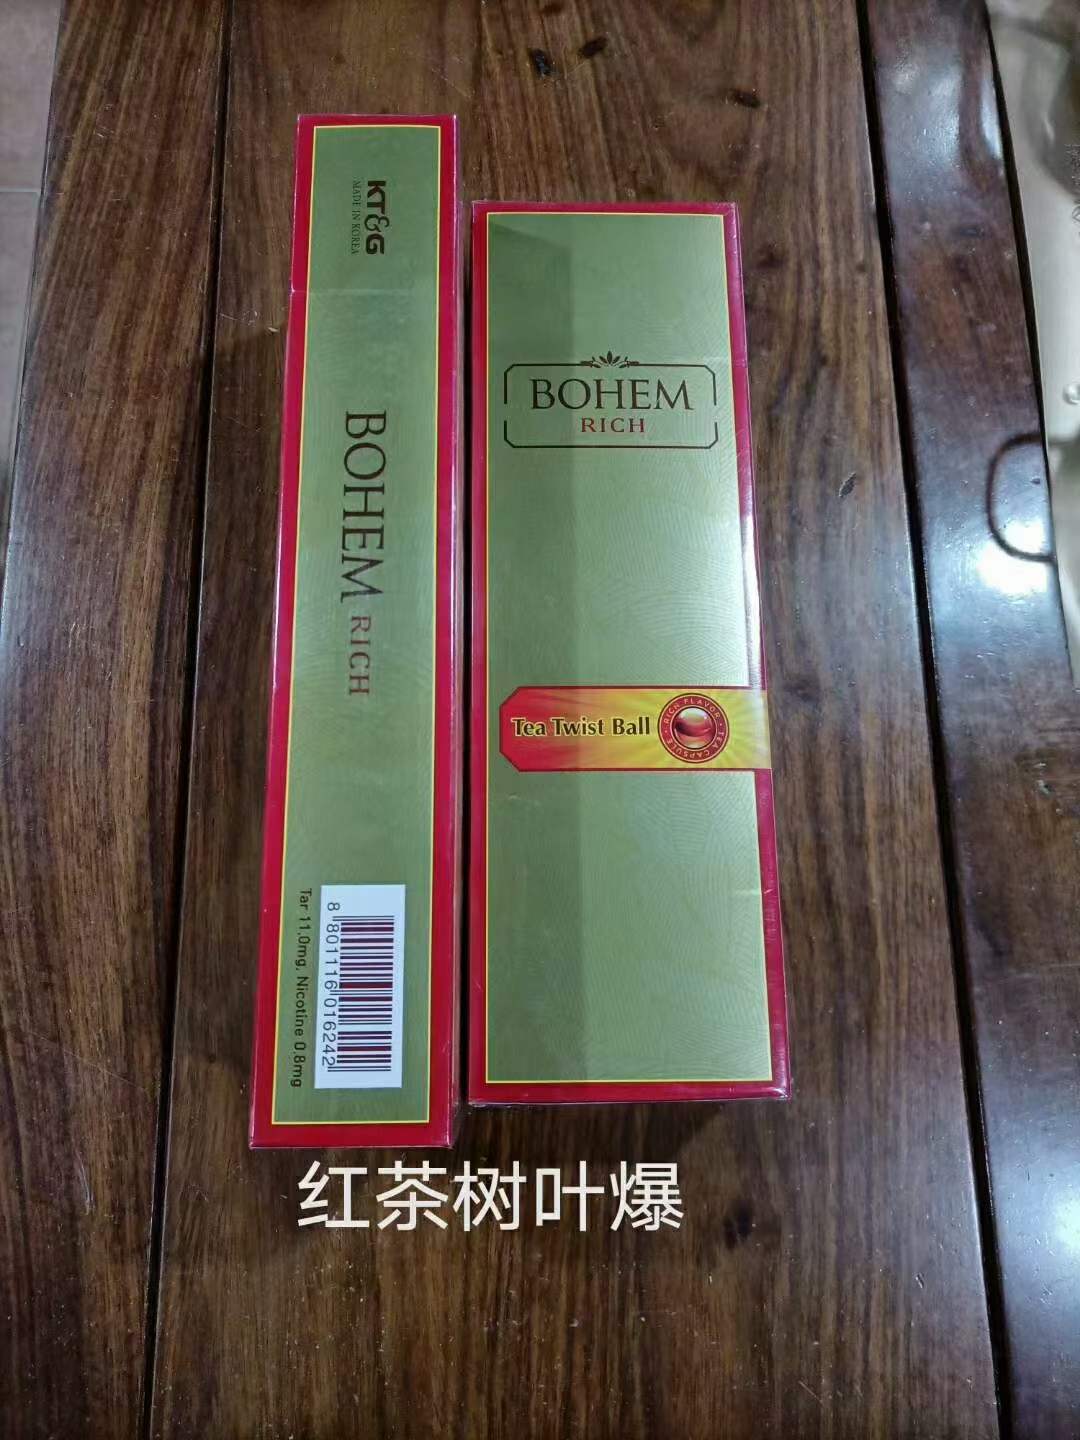 KT&G
MADE IN KOREA
BOHEM RICH
8 801116 016242
Tar 11.0mg, Nicotine 0.8mg
BOHEM
RICH
Tea Twist Ball
RICH FLAVOR · TEA CAPSULE ·
红茶树叶爆